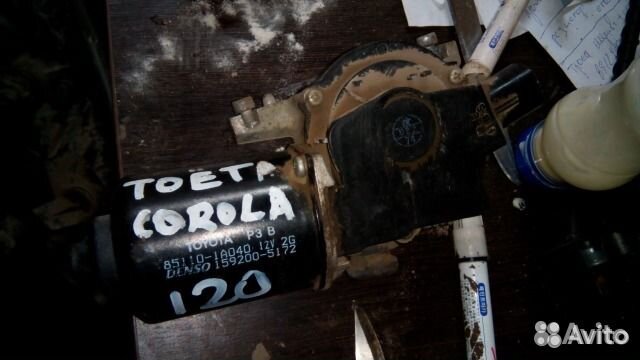 TOETA
COROLA
TOYOTA P3 B
85110-1A040 12V 2G
DENSO 159200-5172
120
Avito